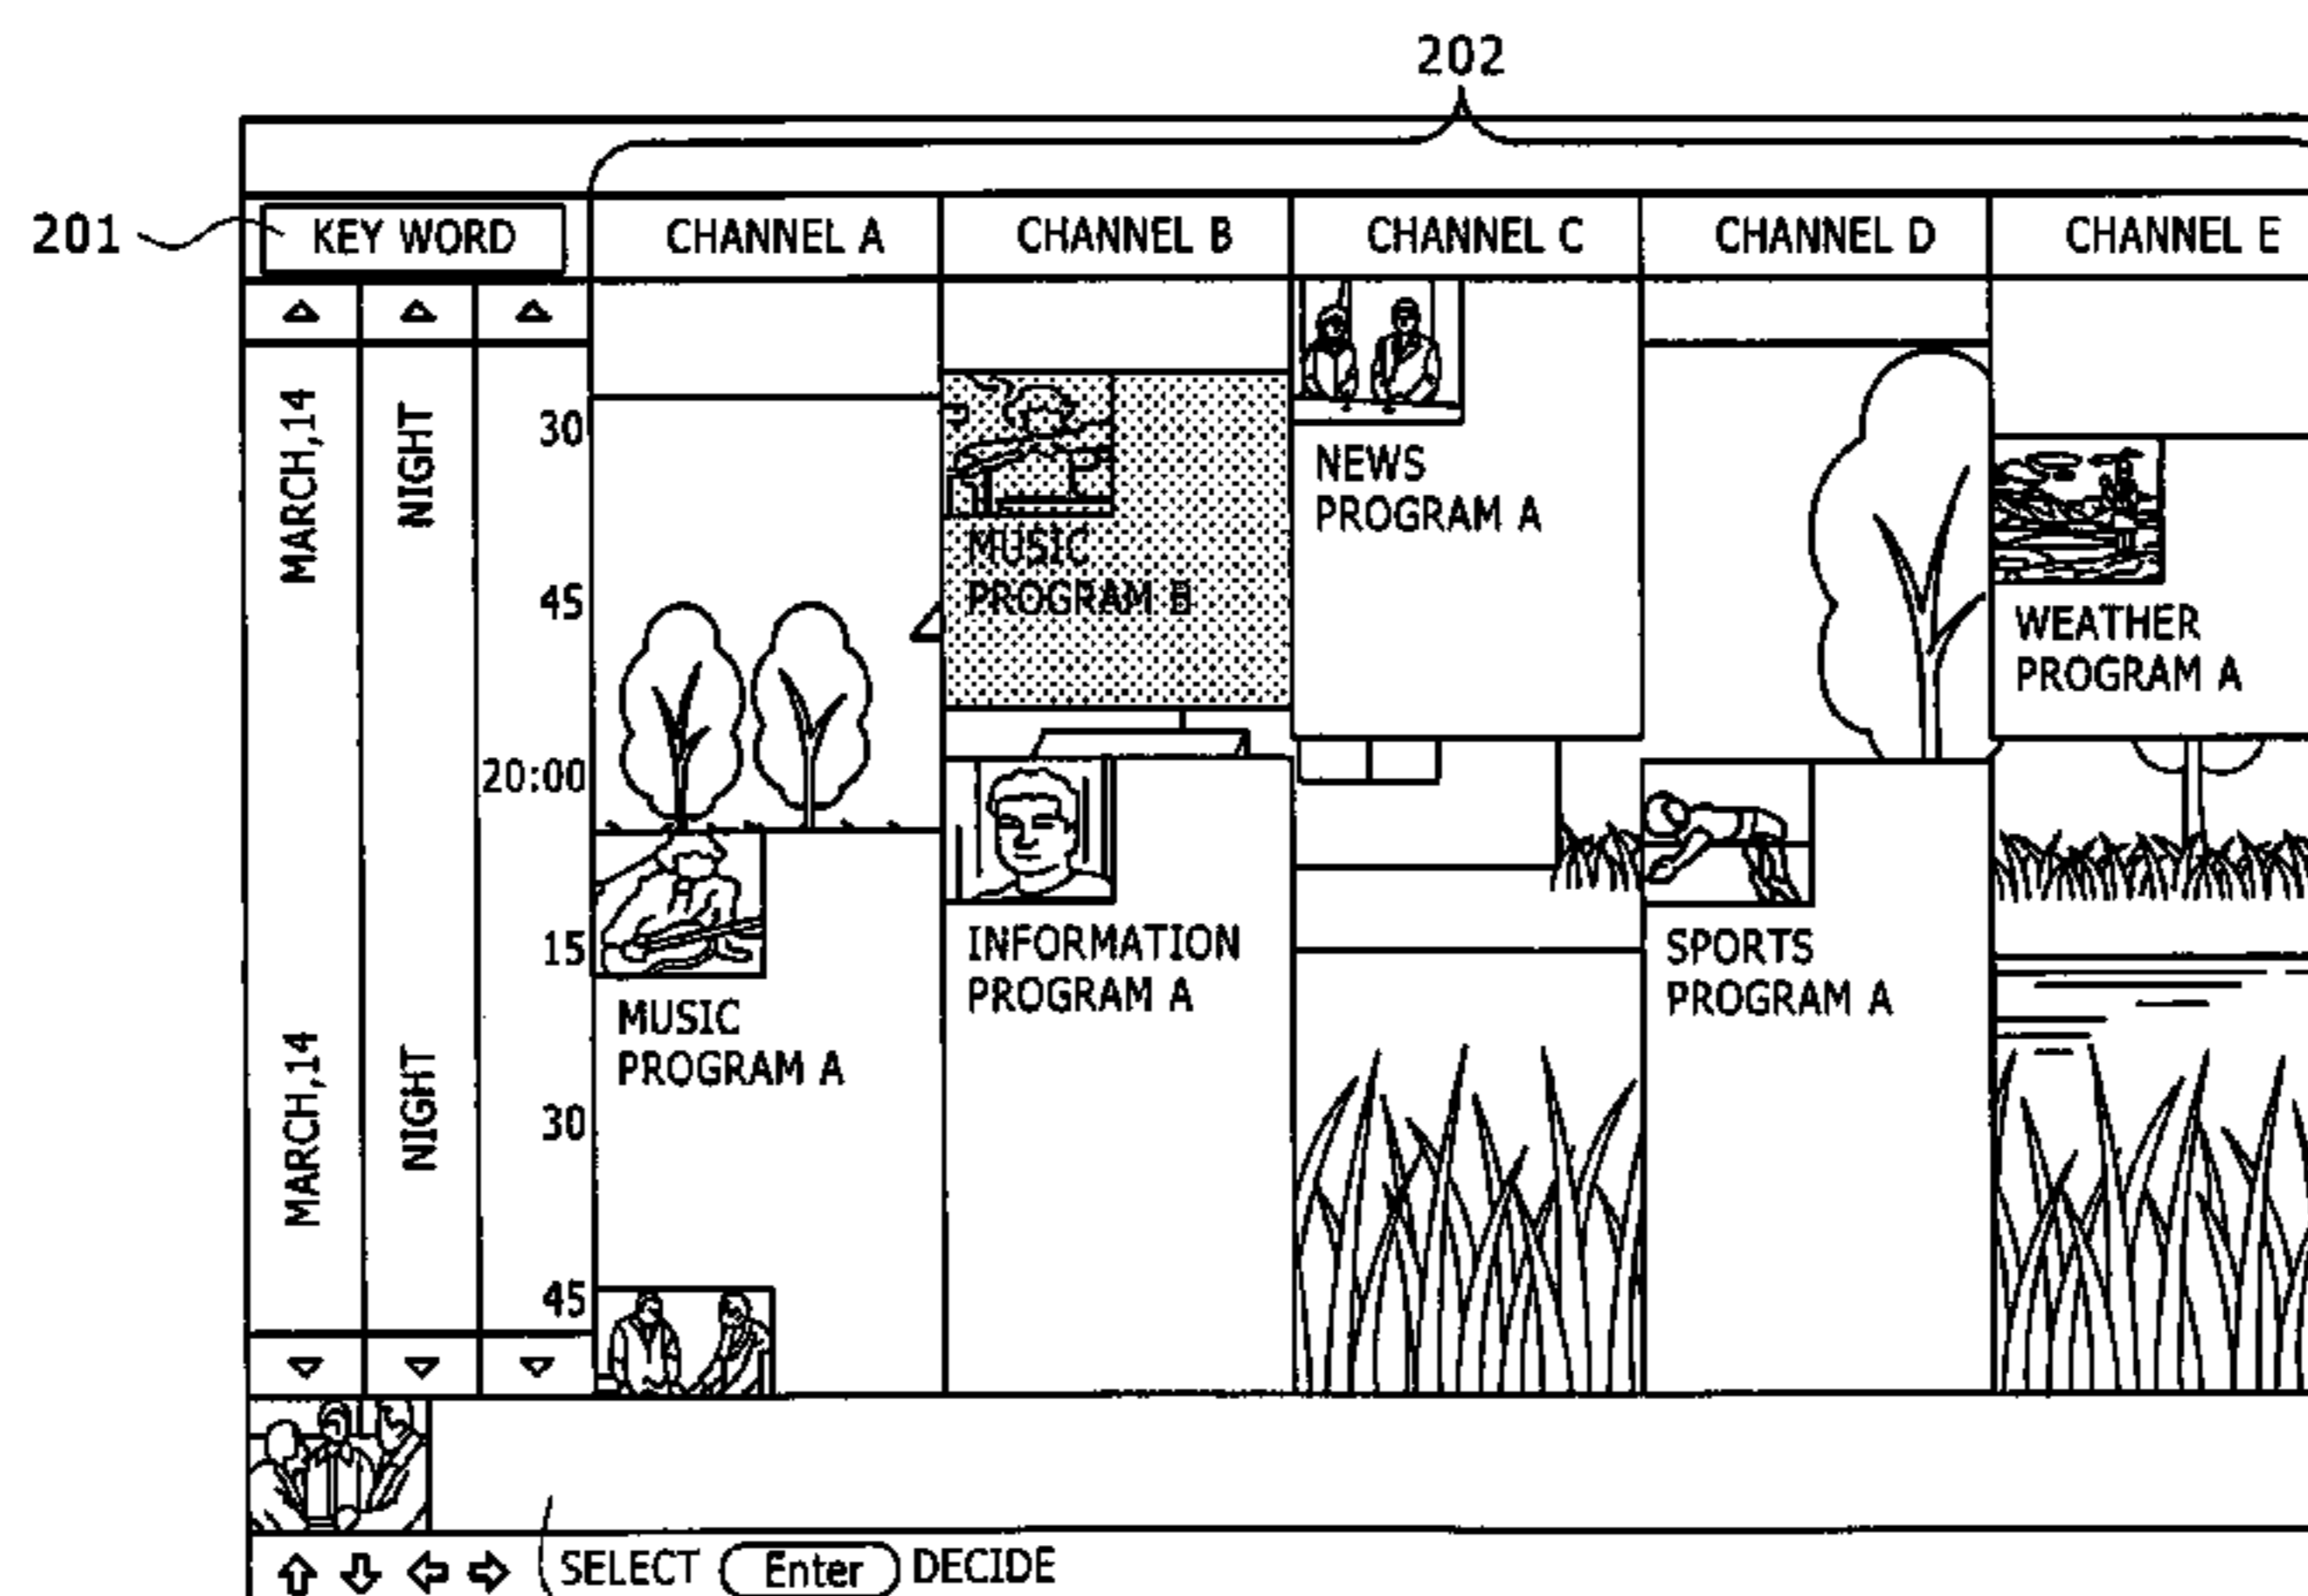 202
201
KEY WORD
CHANNEL A
CHANNEL B
CHANNEL C
CHANNEL D
CHANNEL E
MARCH,14
NIGHT
30
45
20:00
15
30
45
MARCH,14
NIGHT
MUSIC
PROGRAM B
NEWS
PROGRAM A
WEATHER
PROGRAM A
MUSIC
PROGRAM A
INFORMATION
PROGRAM A
SPORTS
PROGRAM A
SELECT Enter DECIDE